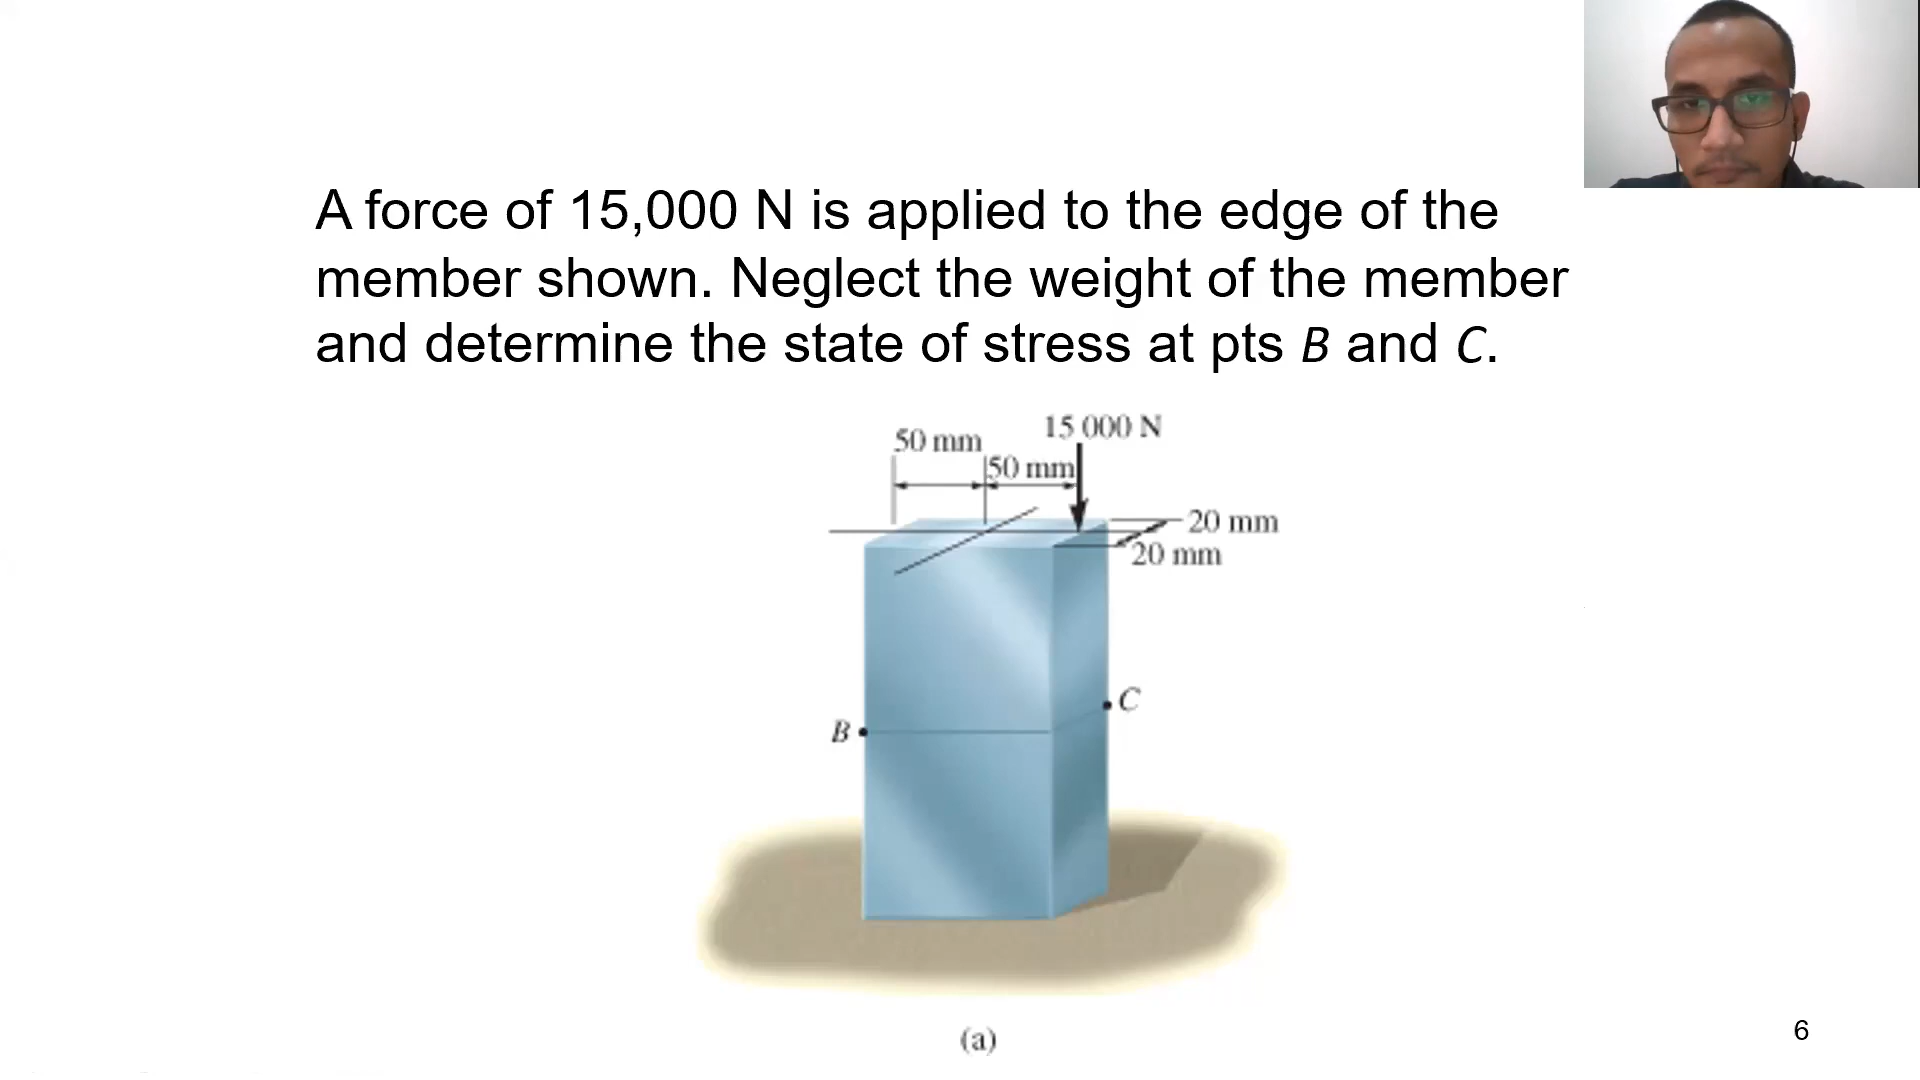 A force of 15,000 N is applied to the edge of the
member shown. Neglect the weight of the member
and determine the state of stress at pts B and C.
15 000 N
50 mm
50 mm
20 mm
20 mm
C
B
(a)
6